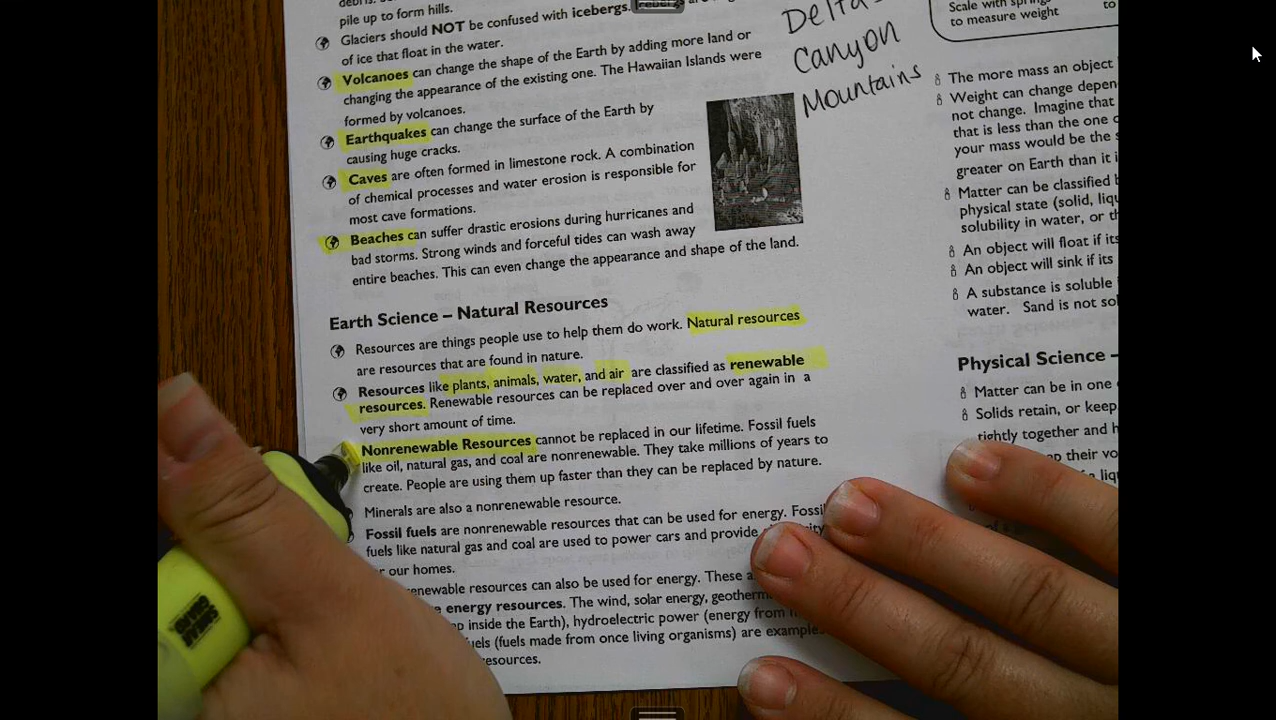 pile up to form hills.
Glaciers should NOT be confused with icebergs.
of ice that float in the water.
Volcanoes can change the shape of the Earth by adding more land or
changing the appearance of the existing one. The Hawaiian Islands were
formed by volcanoes.
Earthquakes can change the surface of the Earth by
causing huge cracks.
Caves are often formed in limestone rock. A combination
of chemical processes and water erosion is responsible for
most cave formations.
Beaches can suffer drastic erosions during hurricanes and
bad storms. Strong winds and forceful tides can wash away
entire beaches. This can even change the appearance and shape of the land.
Earth Science – Natural Resources
Resources are things people use to help them do work. Natural resources
are resources that are found in nature.
Resources like plants, animals, water, and air are classified as renewable
resources. Renewable resources can be replaced over and over again in a
very short amount of time.
Nonrenewable Resources cannot be replaced in our lifetime. Fossil fuels
like oil, natural gas, and coal are nonrenewable. They take millions of years to
create. People are using them up faster than they can be replaced by nature.
Minerals are also a nonrenewable resource.
Fossil fuels are nonrenewable resources that can be used for energy. Fossil
fuels like natural gas and coal are used to power cars and provide
our homes.
resources can also be used for energy. These
energy resources. The wind, solar energy,
inside the Earth), hydroelectric power (energy from
(fuels made from once living organisms) are
Delta
Canyon
Mountains
Scale with springs
to measure weight to
The more mass an object
Weight can change
not change. Imagine that
that is less than the one
your mass would be the
greater on Earth than it
Matter can be classified
physical state (solid,
solubility in water, or
An object will float if
An object will sink if its
A substance is soluble
water. Sand is not
Physical Science –
Matter can be in one
Solids retain, or keep
tightly together and
their
SHARPIE